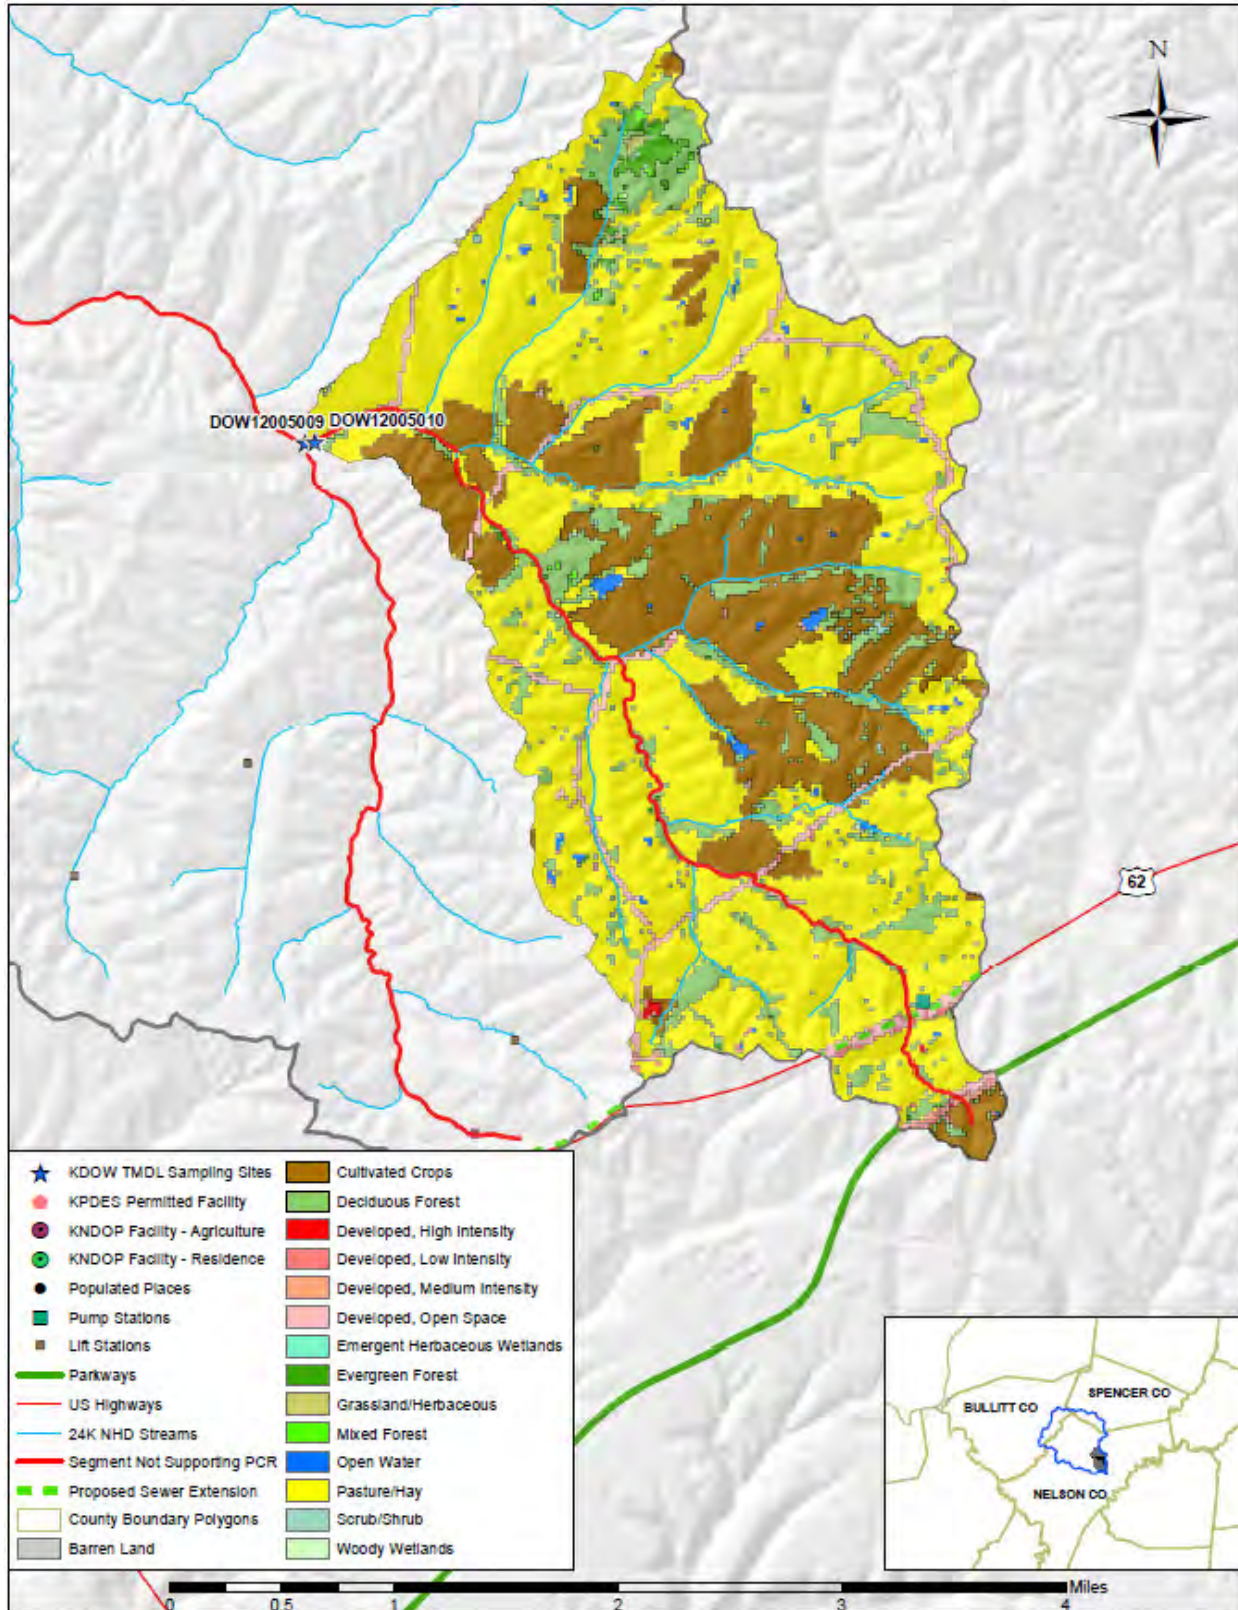 N
DOW12005009
DOW12005010
62
KDOW TMDL Sampling Sites
KPDES Permitted Facility
KNDOP Facility - Agriculture
KNDOP Facility - Residence
Populated Places
Pump Stations
Lift Stations
Parkways
US Highways
24K NHD Streams
Segment Not Supporting PCR
Proposed Sewer Extension
County Boundary Polygons
Barren Land
Cultivated Crops
Deciduous Forest
Developed, High Intensity
Developed, Low Intensity
Developed, Medium Intensity
Developed, Open Space
Emergent Herbaceous Wetlands
Evergreen Forest
Grassland/Herbaceous
Mixed Forest
Open Water
Pasture/Hay
Scrub/Shrub
Woody Wetlands
BULLITT CO
SPENCER CO
NELSON CO
Miles
0 0.5 1 2 3 4